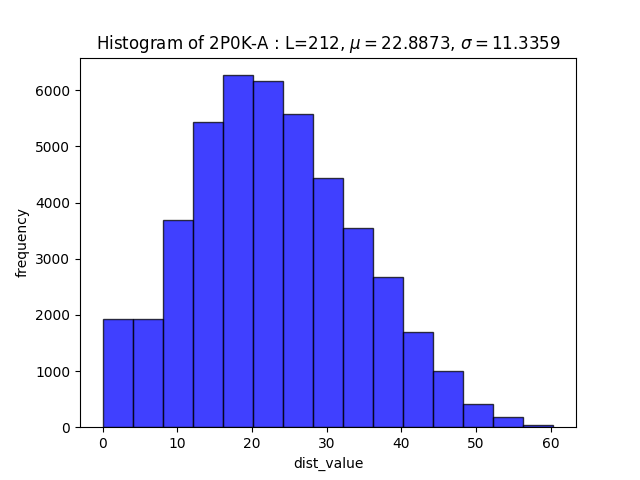 Histogram of 2P0K-A : L=212, μ = 22.8873, σ = 11.3359
6000
5000
4000
3000
2000
1000
0
frequency
0 10 20 30 40 50 60
dist_value